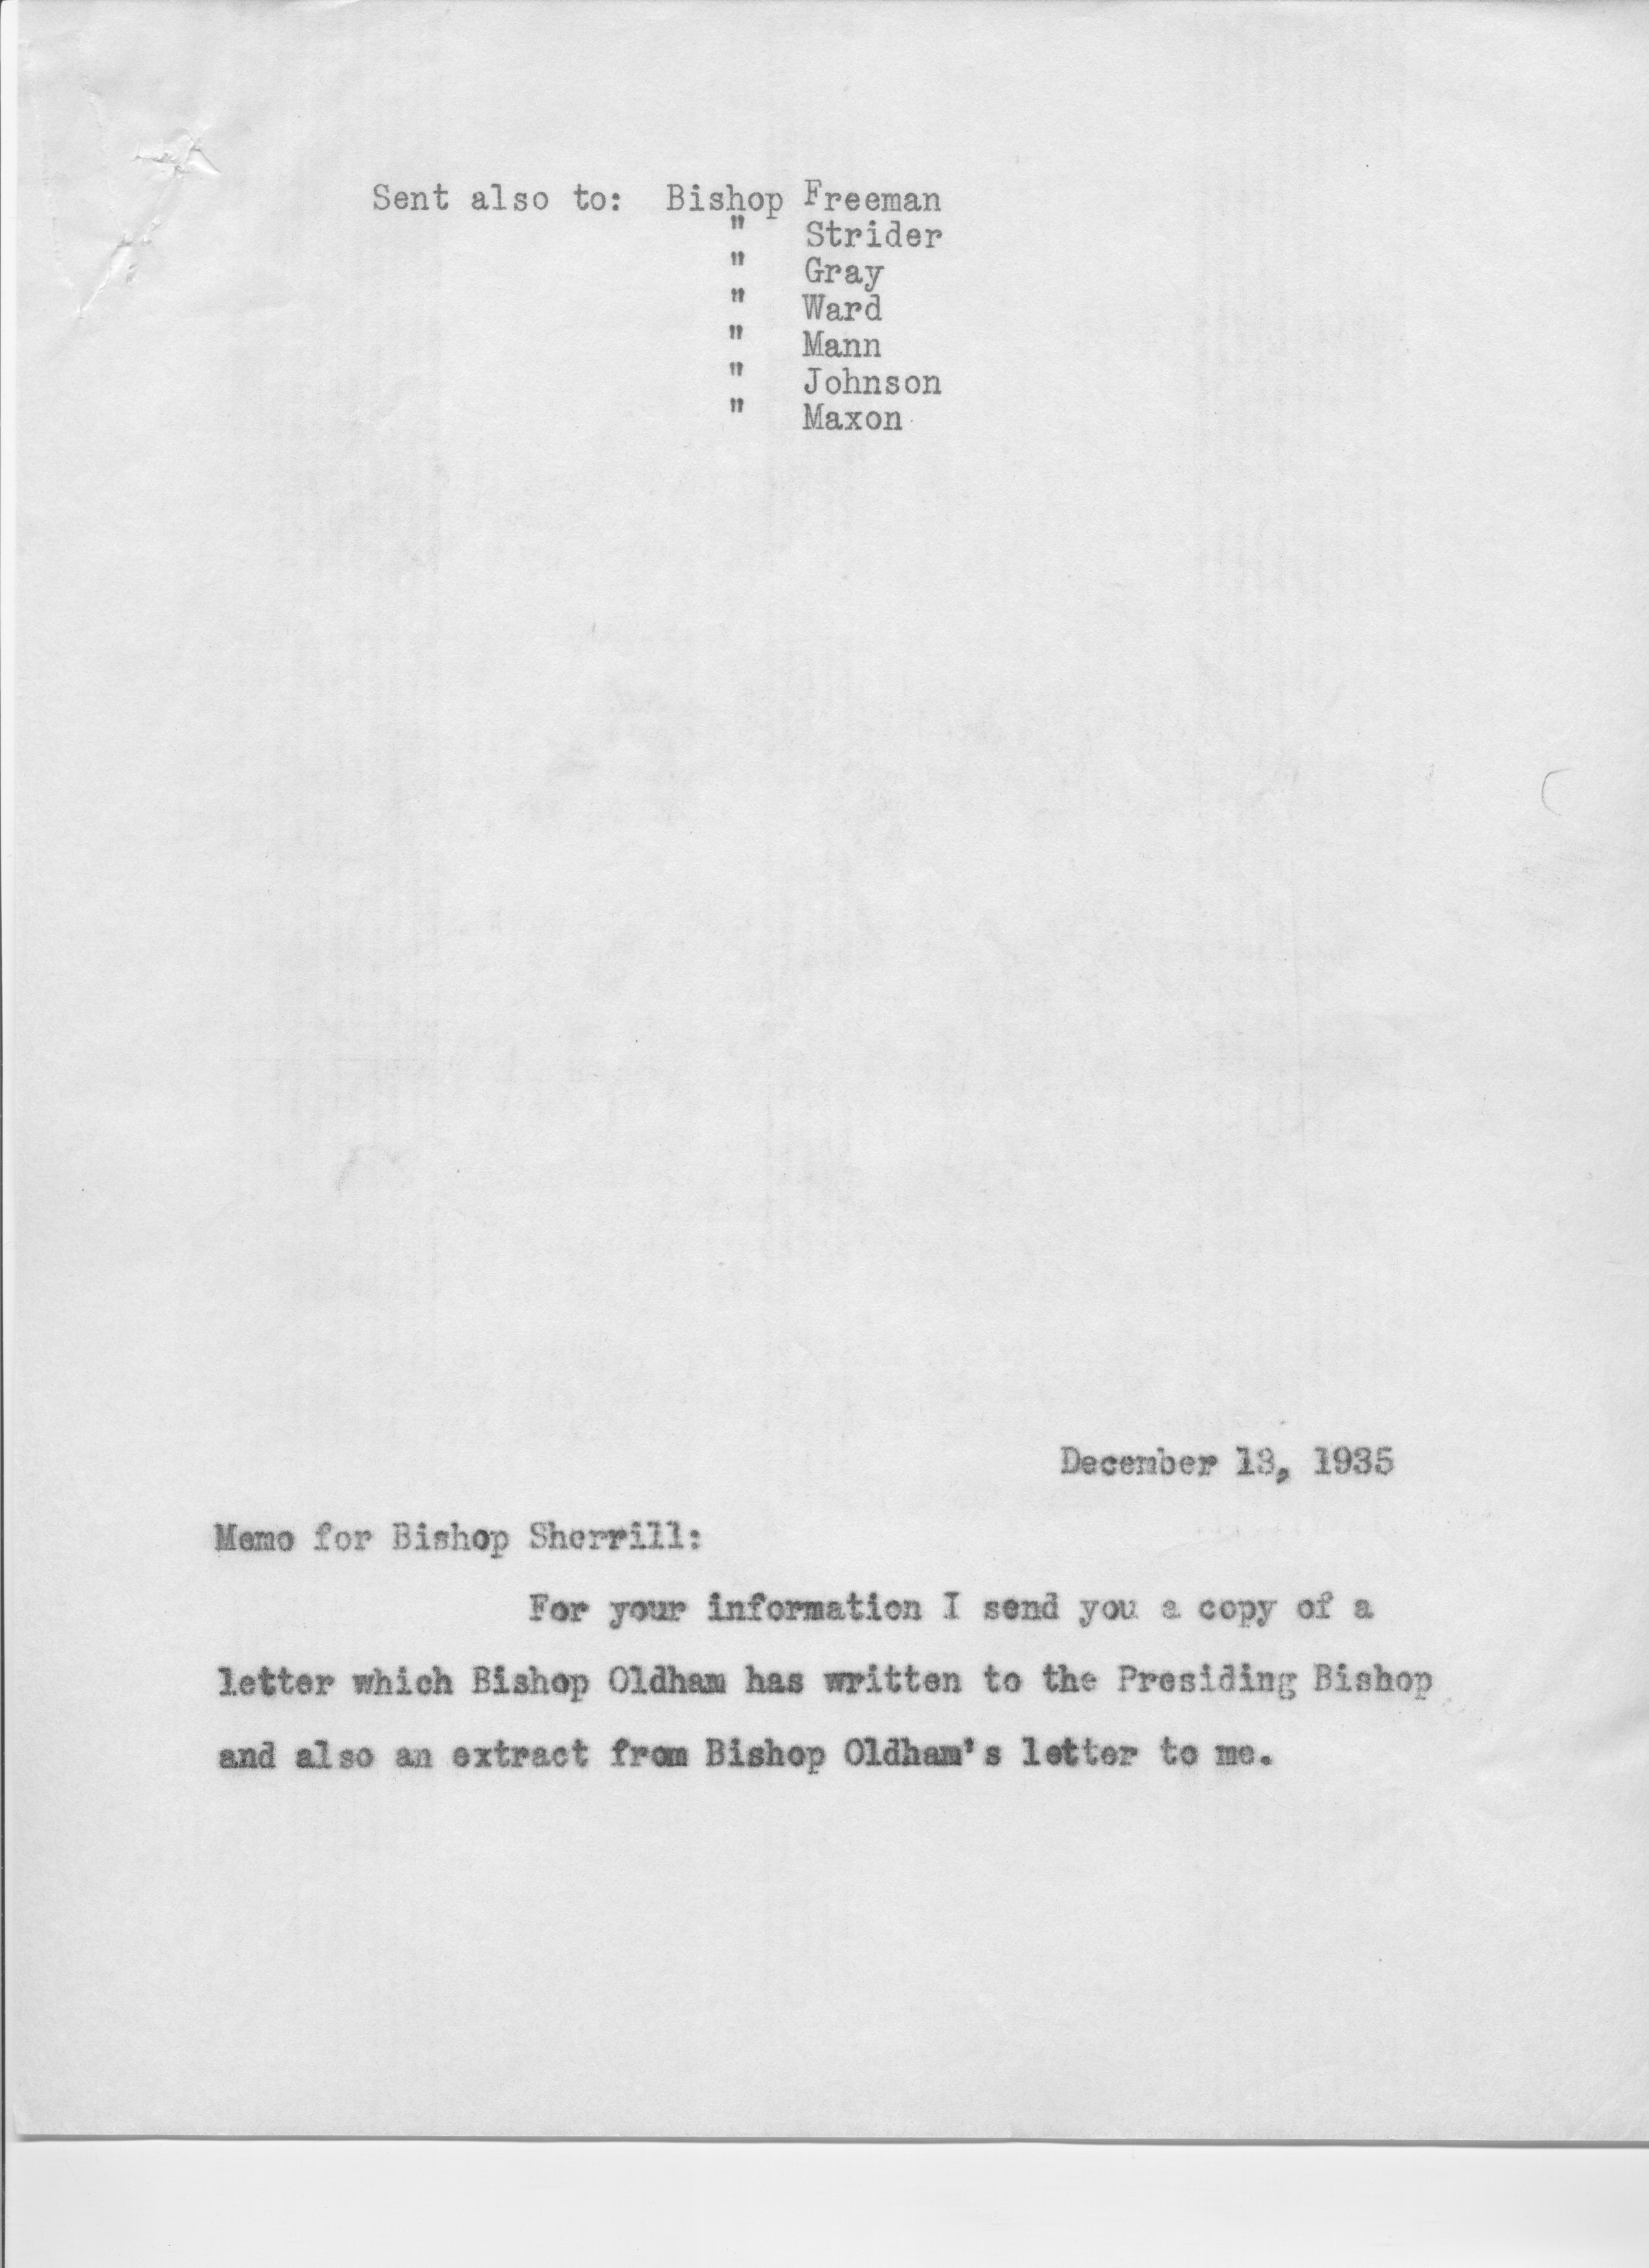 Sent also to: Bishop Freeman
" Strider
" Gray
" Ward
" Mann
" Johnson
" Maxon
December 13, 1935
Memo for Bishop Sherrill:
For your information I send you a copy of a
letter which Bishop Oldham has written to the Presiding Bishop
and also an extract from Bishop Oldham's letter to me.